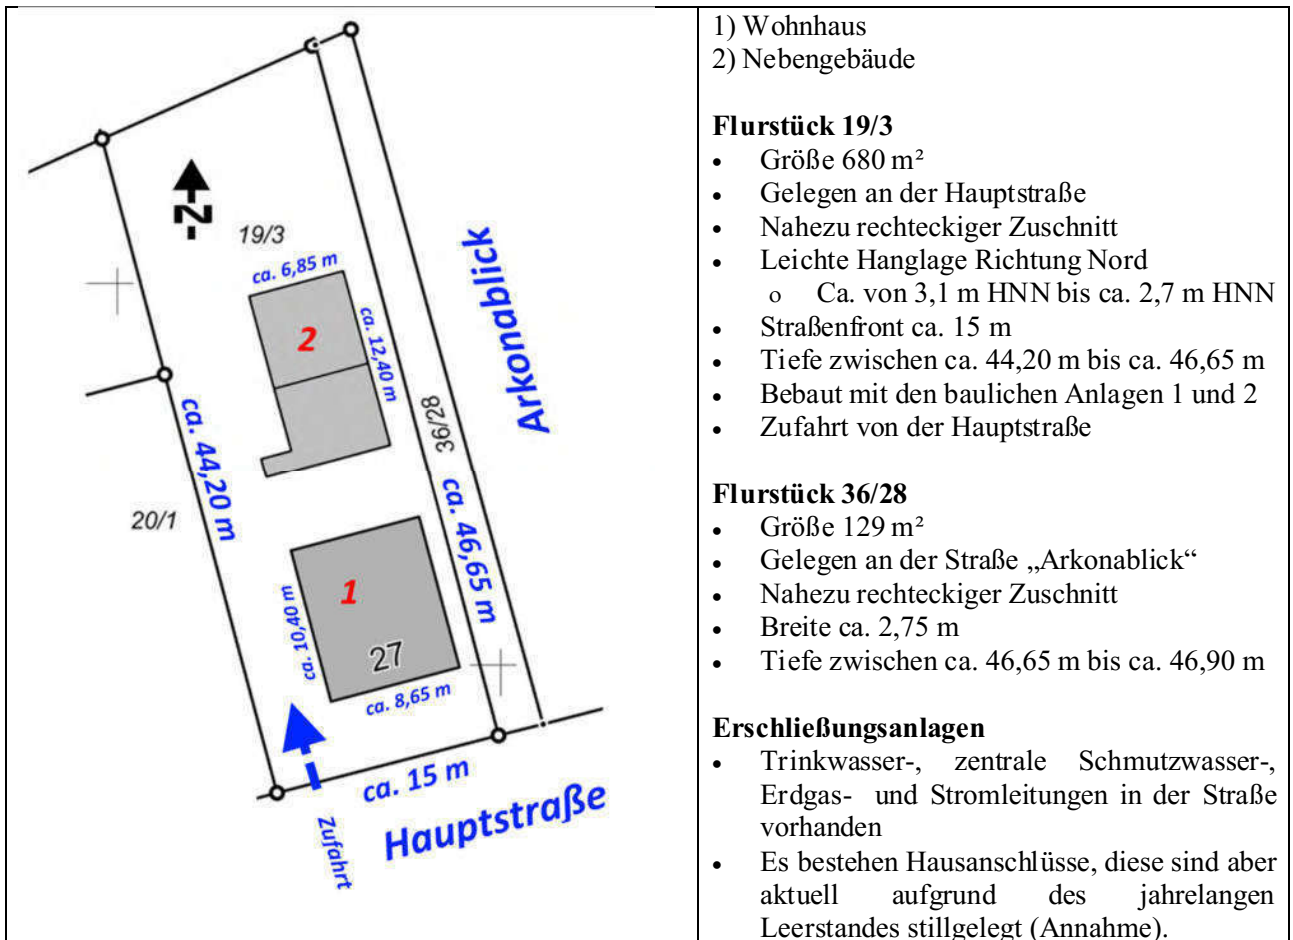 -Z-
19/3
ca. 6,85 m
2
ca. 12,40 m
Arkonablick
36/28
ca. 44,20 m
ca. 46,65 m
20/1
1
ca. 10,40 m
27
ca. 8,65 m
ca. 15 m
Hauptstraße
Zufahrt
1) Wohnhaus
2) Nebengebäude
Flurstück 19/3
• Größe 680 m²
• Gelegen an der Hauptstraße
• Nahezu rechteckiger Zuschnitt
• Leichte Hanglage Richtung Nord
o Ca. von 3,1 m HNN bis ca. 2,7 m HNN
• Straßenfront ca. 15 m
• Tiefe zwischen ca. 44,20 m bis ca. 46,65 m
• Bebaut mit den baulichen Anlagen 1 und 2
• Zufahrt von der Hauptstraße
Flurstück 36/28
• Größe 129 m²
• Gelegen an der Straße „Arkonablick“
• Nahezu rechteckiger Zuschnitt
• Breite ca. 2,75 m
• Tiefe zwischen ca. 46,65 m bis ca. 46,90 m
Erschließungsanlagen
• Trinkwasser-, zentrale Schmutzwasser-,
Erdgas- und Stromleitungen in der Straße
vorhanden
• Es bestehen Hausanschlüsse, diese sind aber
aktuell aufgrund des jahrelangen
Leerstandes stillgelegt (Annahme).